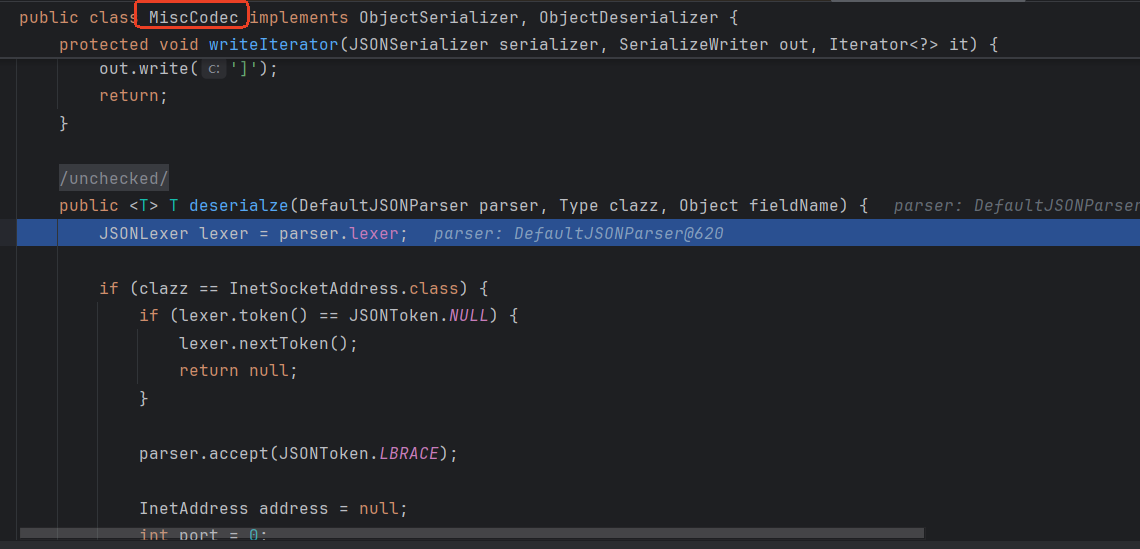 public class MiscCodec implements ObjectSerializer, ObjectDeserializer {
protected void writeIterator(JSONSerializer serializer, SerializeWriter out, Iterator<?> it) {
out.write( c: ']');
return;
}
/unchecked/
public <T> T deserialze(DefaultJSONParser parser, Type clazz, Object fieldName) { parser: DefaultJSONParser
JSONLexer lexer = parser.lexer; parser: DefaultJSONParser@620
if (clazz == InetSocketAddress.class) {
if (lexer.token() == JSONToken.NULL) {
lexer.nextToken();
return null;
}
parser.accept(JSONToken.LBRACE);
InetAddress address = null;
int port = 0;